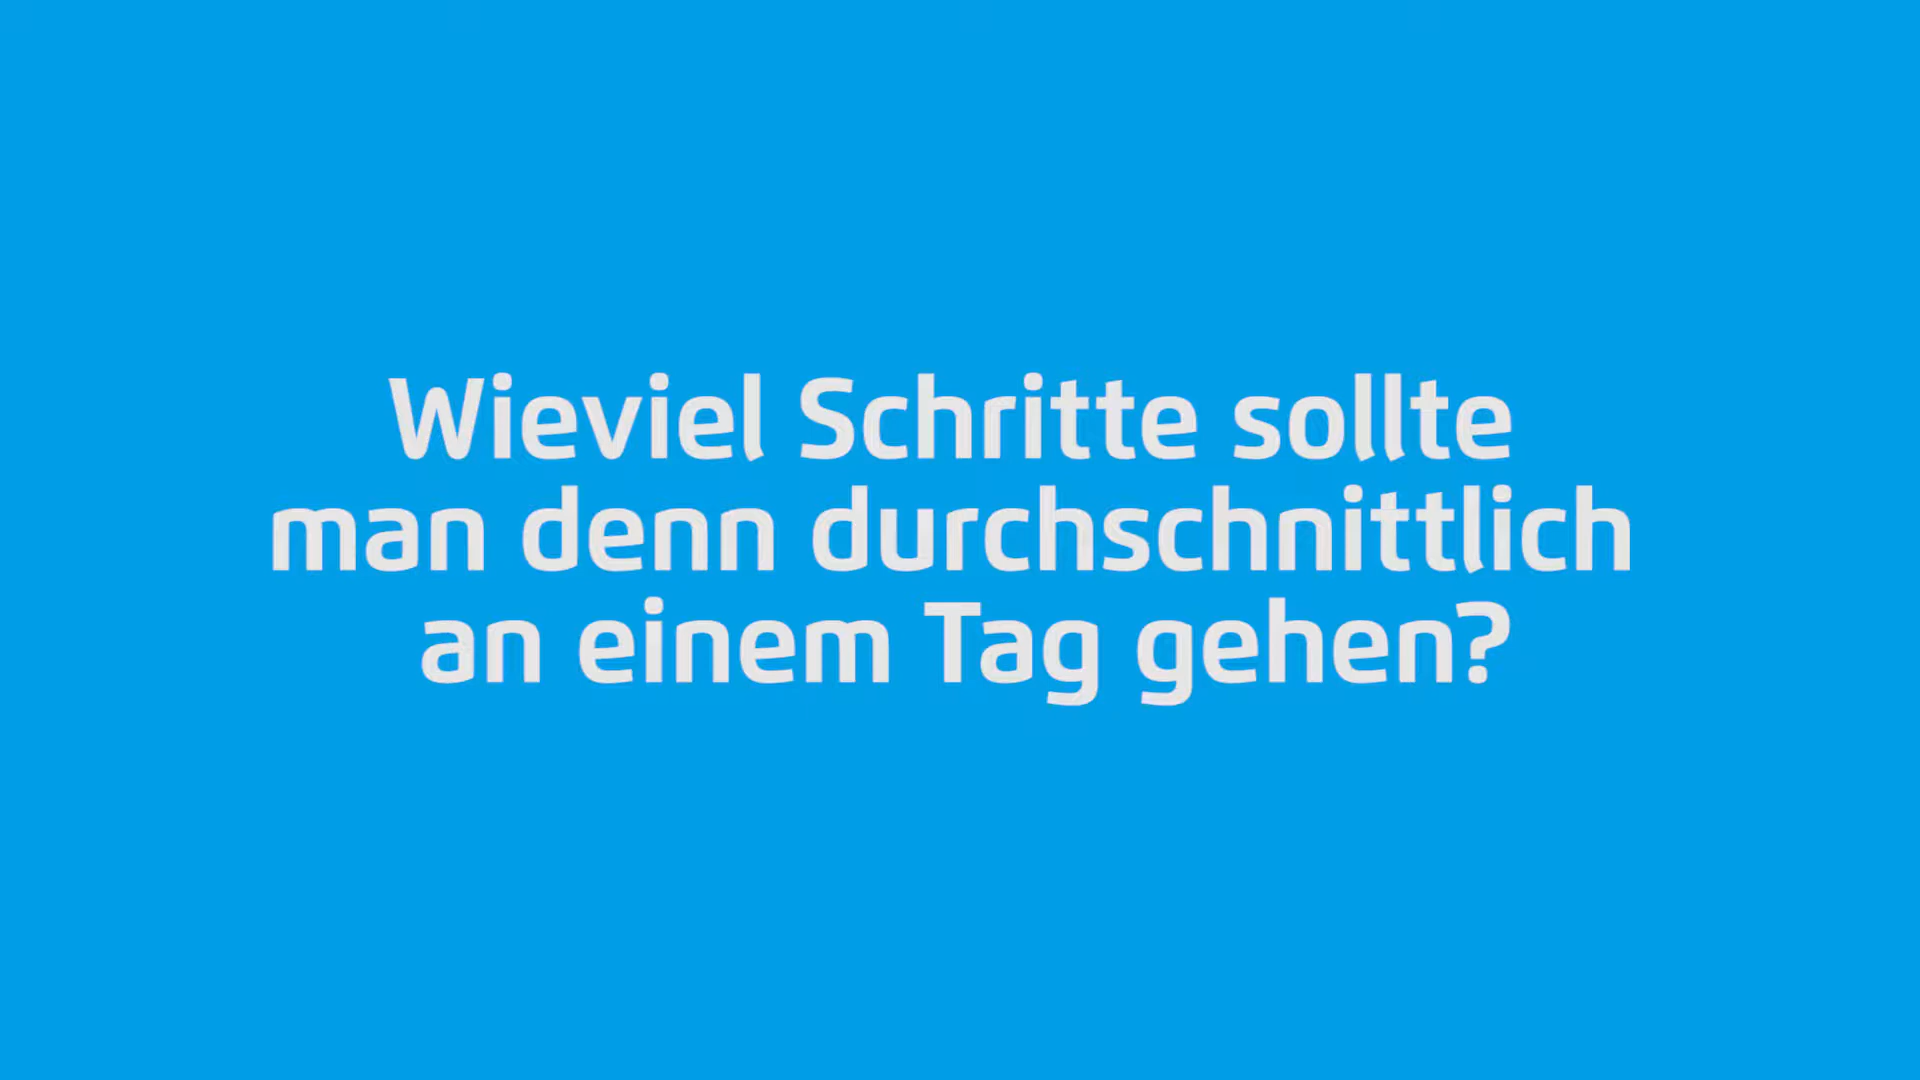 Wieviel Schritte sollte
man denn durchschnittlich
an einem Tag gehen?